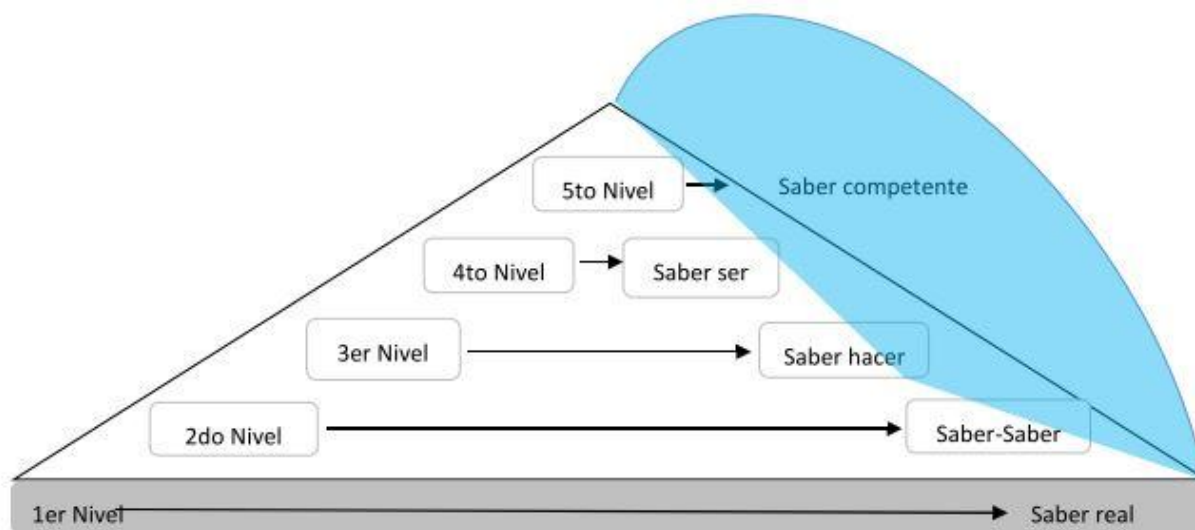 5to Nivel Saber competente
4to Nivel Saber ser
3er Nivel Saber hacer
2do Nivel Saber-Saber
1er Nivel Saber real